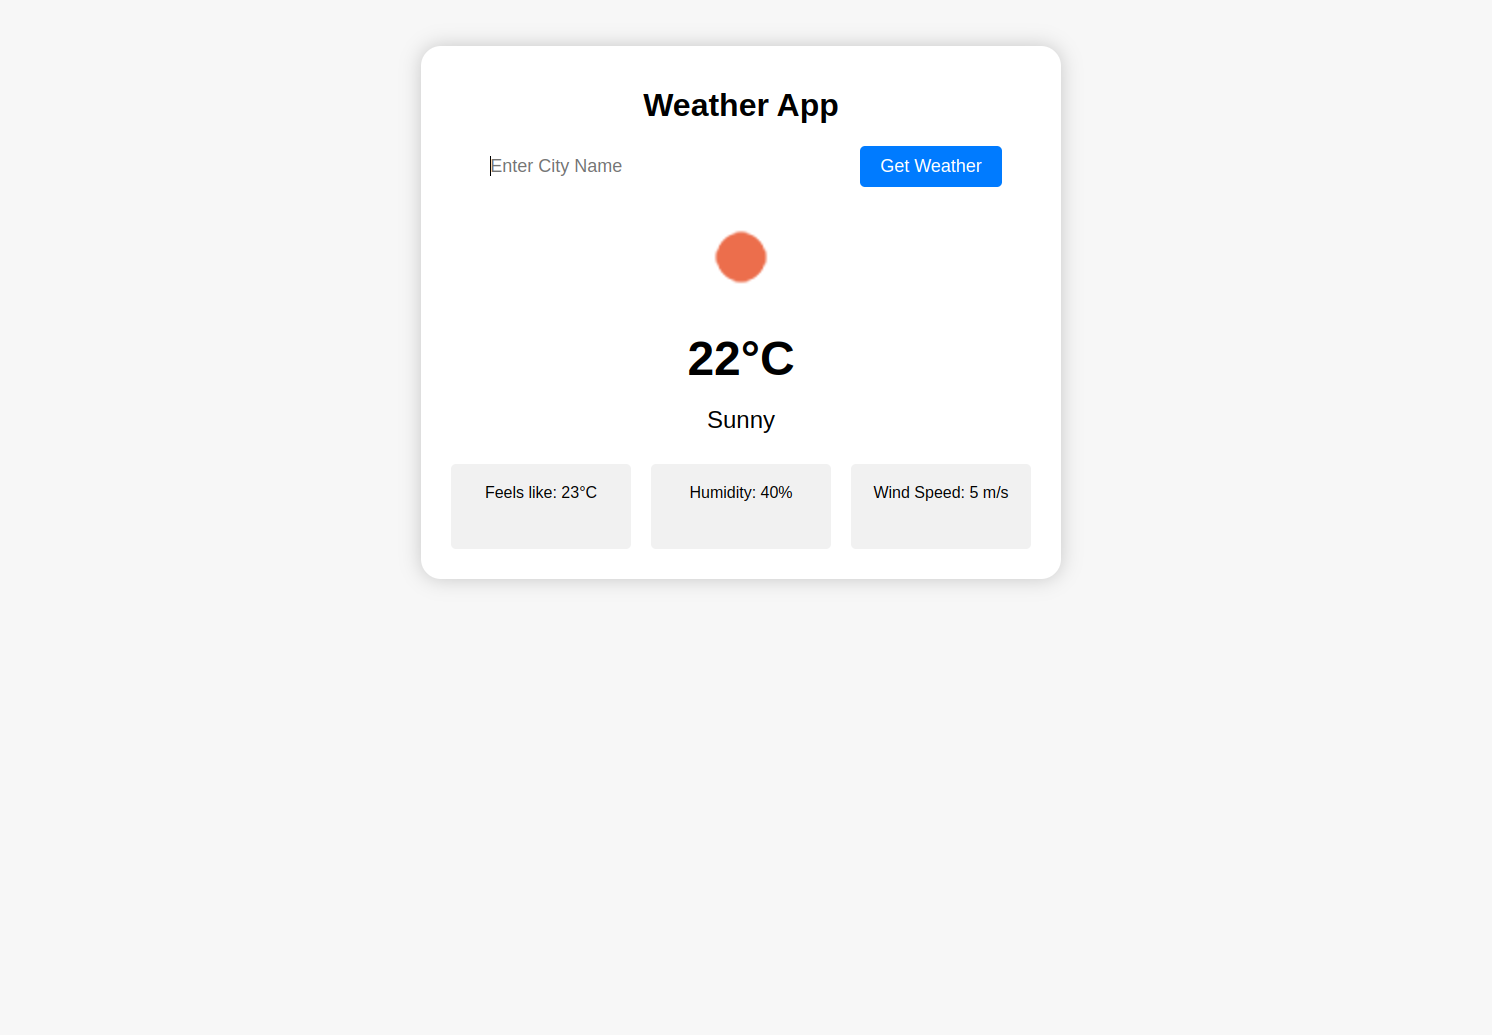 Weather App
Enter City Name
Get Weather
22°C
Sunny
Feels like: 23°C
Humidity: 40%
Wind Speed: 5 m/s